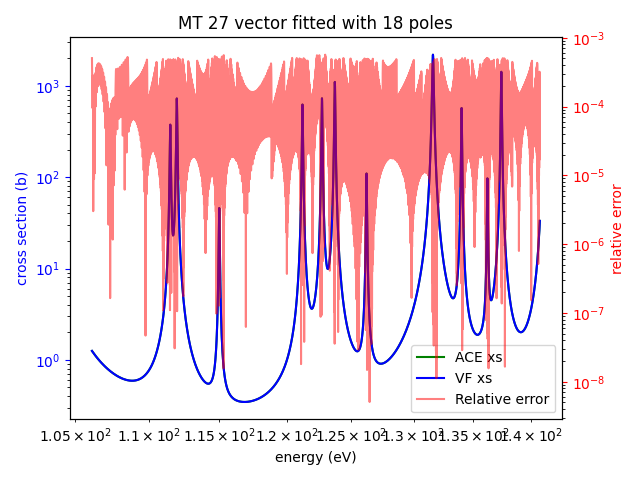 MT 27 vector fitted with 18 poles
10³
10²
10¹
10⁰
cross section (b)
10⁻³
10⁻⁴
10⁻⁵
10⁻⁶
10⁻⁷
10⁻⁸
relative error
ACE xs
VF xs
Relative error
1.05 × 10² 1.11 × 10² 1.15 × 10² 1.2 × 10² 1.25 × 10² 1.3 × 10² 1.35 × 10² 1.4 × 10²
energy (eV)